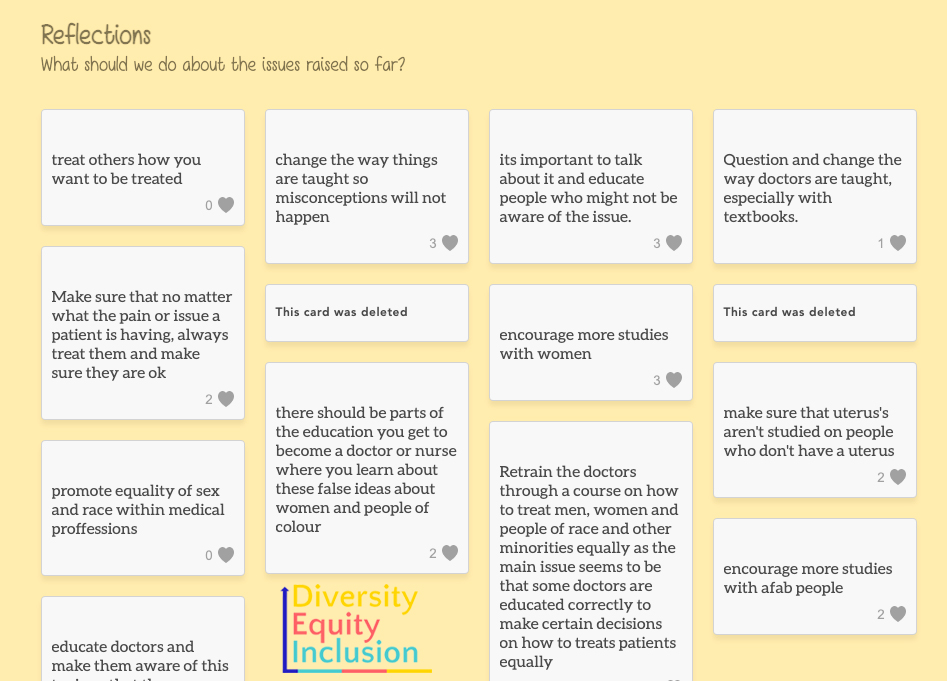 Reflections
What should we do about the issues raised so far?
treat others how you
want to be treated
0
Make sure that no matter
what the pain or issue a
patient is having, always
treat them and make
sure they are ok
2
promote equality of sex
and race within medical
proffessions
0
educate doctors and
make them aware of this
change the way things
are taught so
misconceptions will not
happen
3
This card was deleted
there should be parts of
the education you get to
become a doctor or nurse
where you learn about
these false ideas about
women and people of
colour
2
Diversity
Equity
Inclusion
its important to talk
about it and educate
people who might not be
aware of the issue.
3
encourage more studies
with women
3
Retrain the doctors
through a course on how
to treat men, women and
people of race and other
minorities equally as the
main issue seems to be
that some doctors are
educated correctly to
make certain decisions
on how to treats patients
equally
Question and change the
way doctors are taught,
especially with
textbooks.
1
This card was deleted
make sure that uterus's
aren't studied on people
who don't have a uterus
2
encourage more studies
with afab people
2